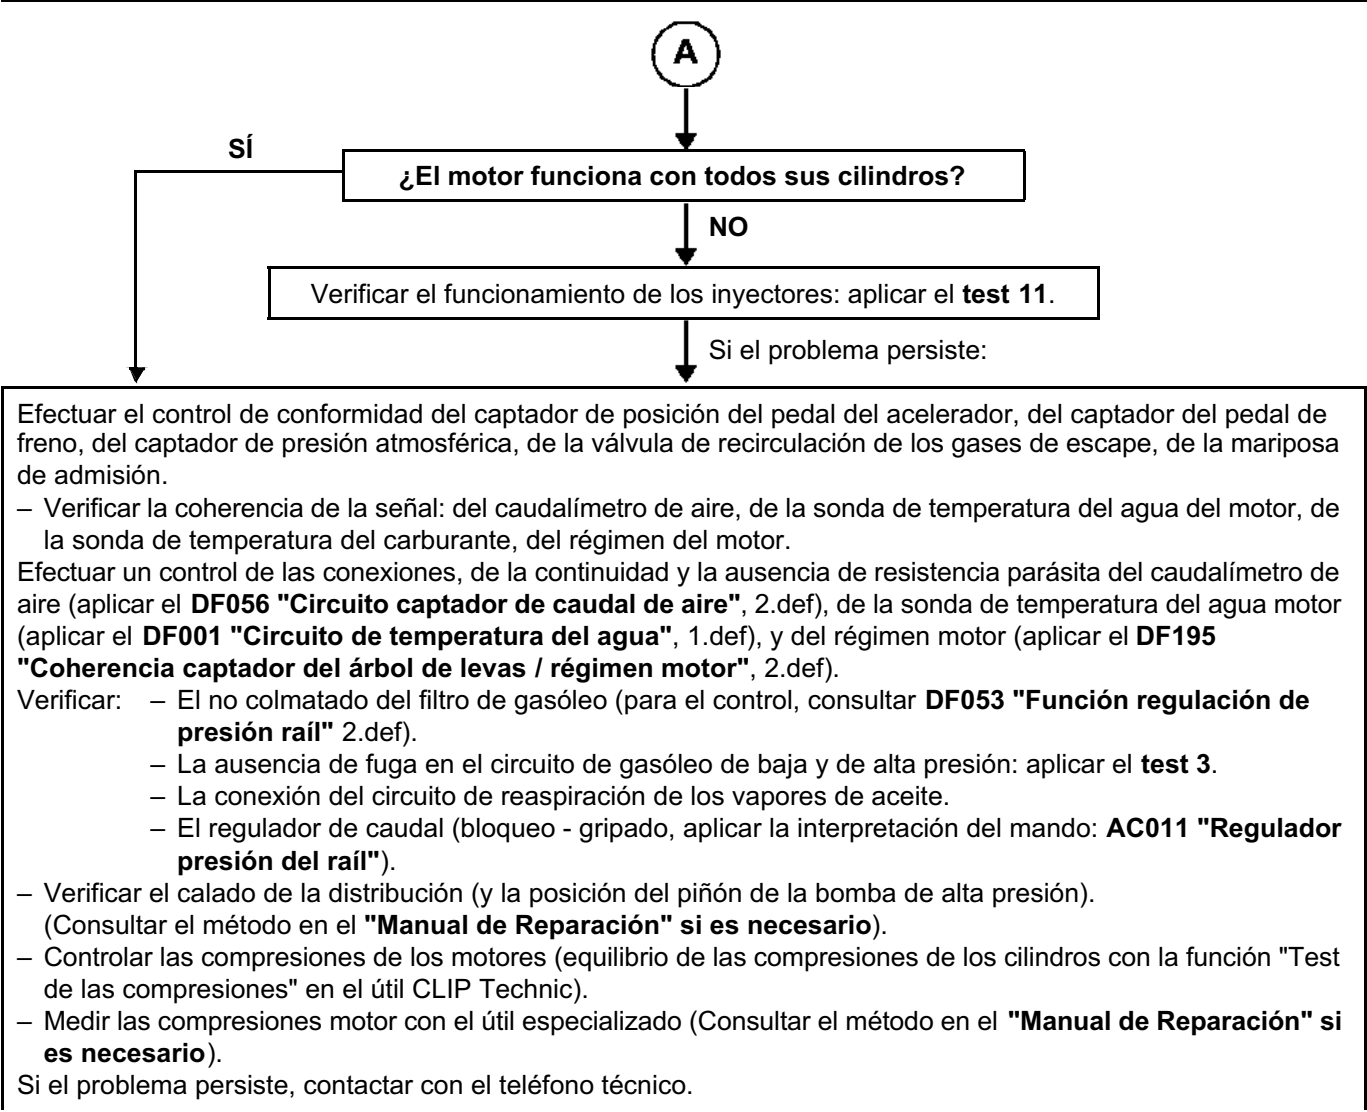 A
SÍ
¿El motor funciona con todos sus cilindros?
NO
Verificar el funcionamiento de los inyectores: aplicar el test 11.
Si el problema persiste:
Efectuar el control de conformidad del captador de posición del pedal del acelerador, del captador del pedal de
freno, del captador de presión atmosférica, de la válvula de recirculación de los gases de escape, de la mariposa
de admisión.
– Verificar la coherencia de la señal: del caudalímetro de aire, de la sonda de temperatura del agua del motor, de
la sonda de temperatura del carburante, del régimen del motor.
Efectuar un control de las conexiones, de la continuidad y la ausencia de resistencia parásita del caudalímetro de
aire (aplicar el DF056 "Circuito captador de caudal de aire", 2.def), de la sonda de temperatura del agua motor
(aplicar el DF001 "Circuito de temperatura del agua", 1.def), y del régimen motor (aplicar el DF195
"Coherencia captador del árbol de levas / régimen motor", 2.def).
Verificar: – El no colmatado del filtro de gasóleo (para el control, consultar DF053 "Función regulación de
presión raíl" 2.def).
– La ausencia de fuga en el circuito de gasóleo de baja y de alta presión: aplicar el test 3.
– La conexión del circuito de reaspiración de los vapores de aceite.
– El regulador de caudal (bloqueo - gripado, aplicar la interpretación del mando: AC011 "Regulador
presión del raíl").
– Verificar el calado de la distribución (y la posición del piñón de la bomba de alta presión).
(Consultar el método en el "Manual de Reparación" si es necesario).
– Controlar las compresiones de los motores (equilibrio de las compresiones de los cilindros con la función "Test
de las compresiones" en el útil CLIP Technic).
– Medir las compresiones motor con el útil especializado (Consultar el método en el "Manual de Reparación" si
es necesario).
Si el problema persiste, contactar con el teléfono técnico.